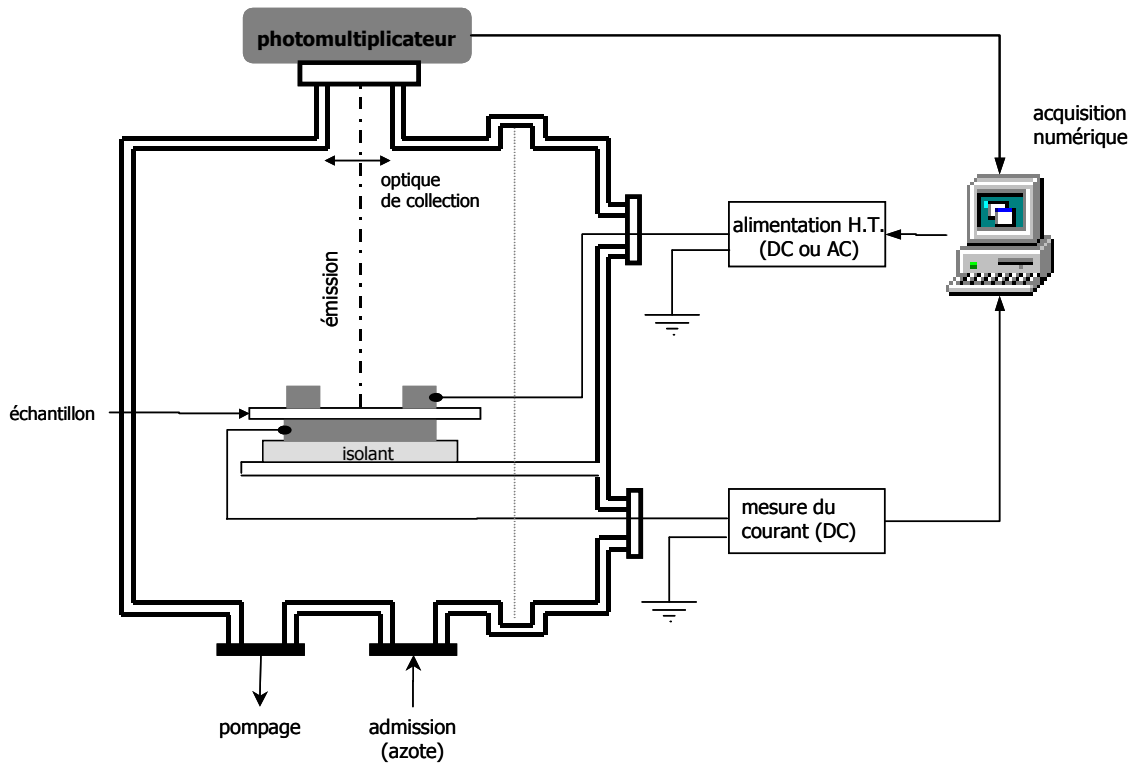 photomultiplicateur
acquisition
numérique
optique
de collection
alimentation H.T.
(DC ou AC)
émission
échantillon
isolant
mesure du
courant (DC)
pompage
admission
(azote)